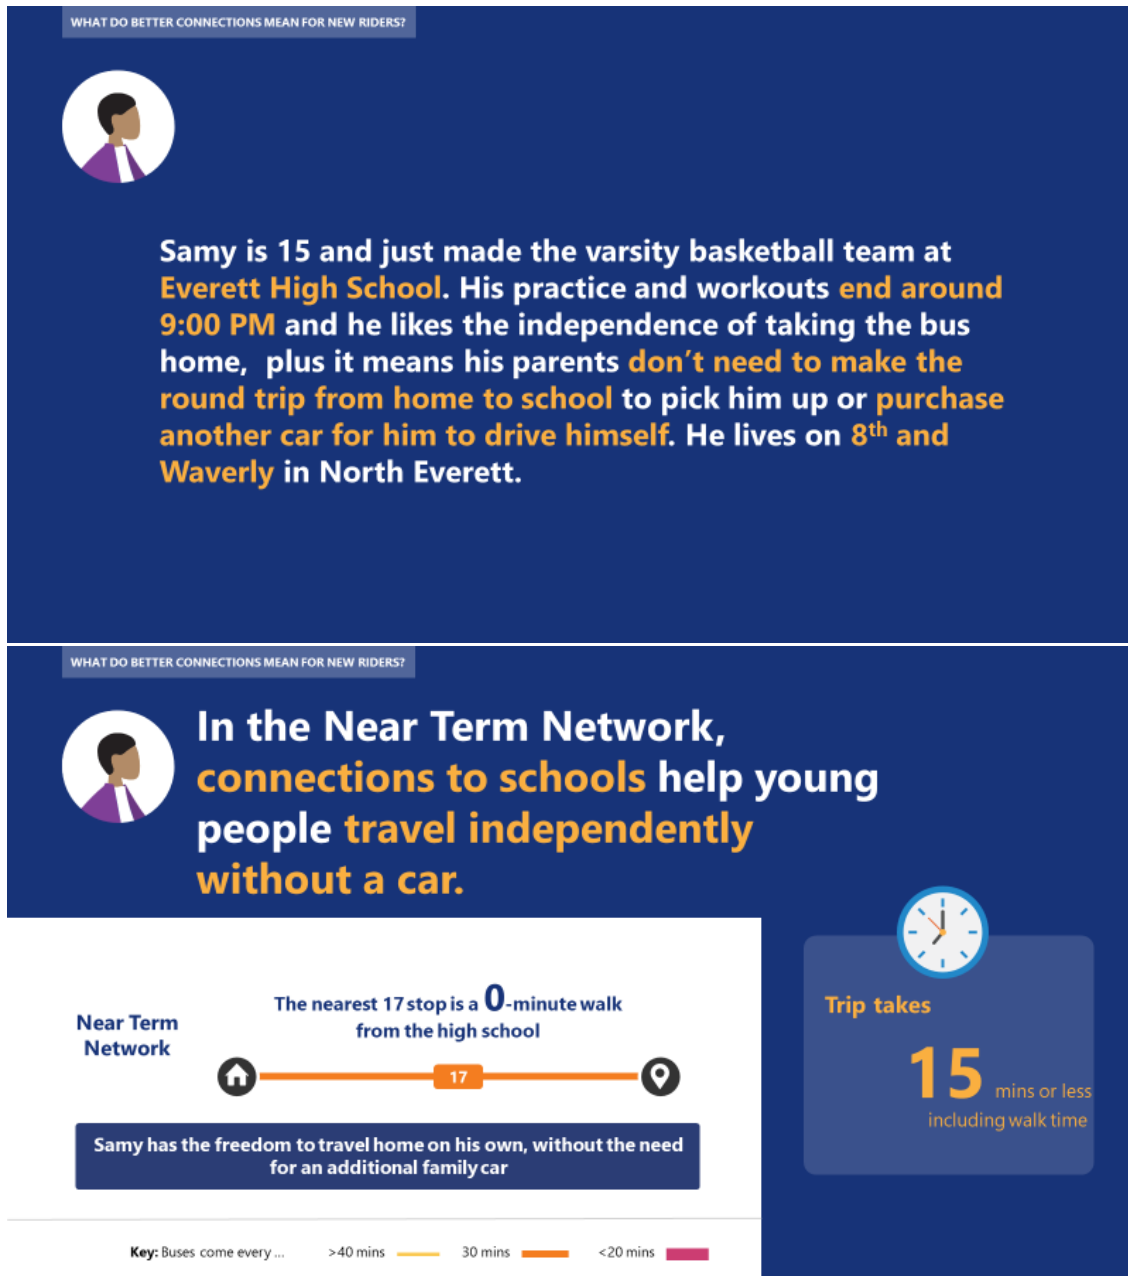 WHAT DO BETTER CONNECTIONS MEAN FOR NEW RIDERS?
Samy is 15 and just made the varsity basketball team at
Everett High School. His practice and workouts end around
9:00 PM and he likes the independence of taking the bus
home, plus it means his parents don't need to make the
round trip from home to school to pick him up or purchase
another car for him to drive himself. He lives on 8th and
Waverly in North Everett.
WHAT DO BETTER CONNECTIONS MEAN FOR NEW RIDERS?
In the Near Term Network,
connections to schools help young
people travel independently
without a car.
The nearest 17 stop is a 0-minute walk
from the high school
Near Term
Network
17
Samy has the freedom to travel home on his own, without the need
for an additional family car
Key: Buses come every ... >40 mins 30 mins <20 mins
Trip takes
15 mins or less
including walk time